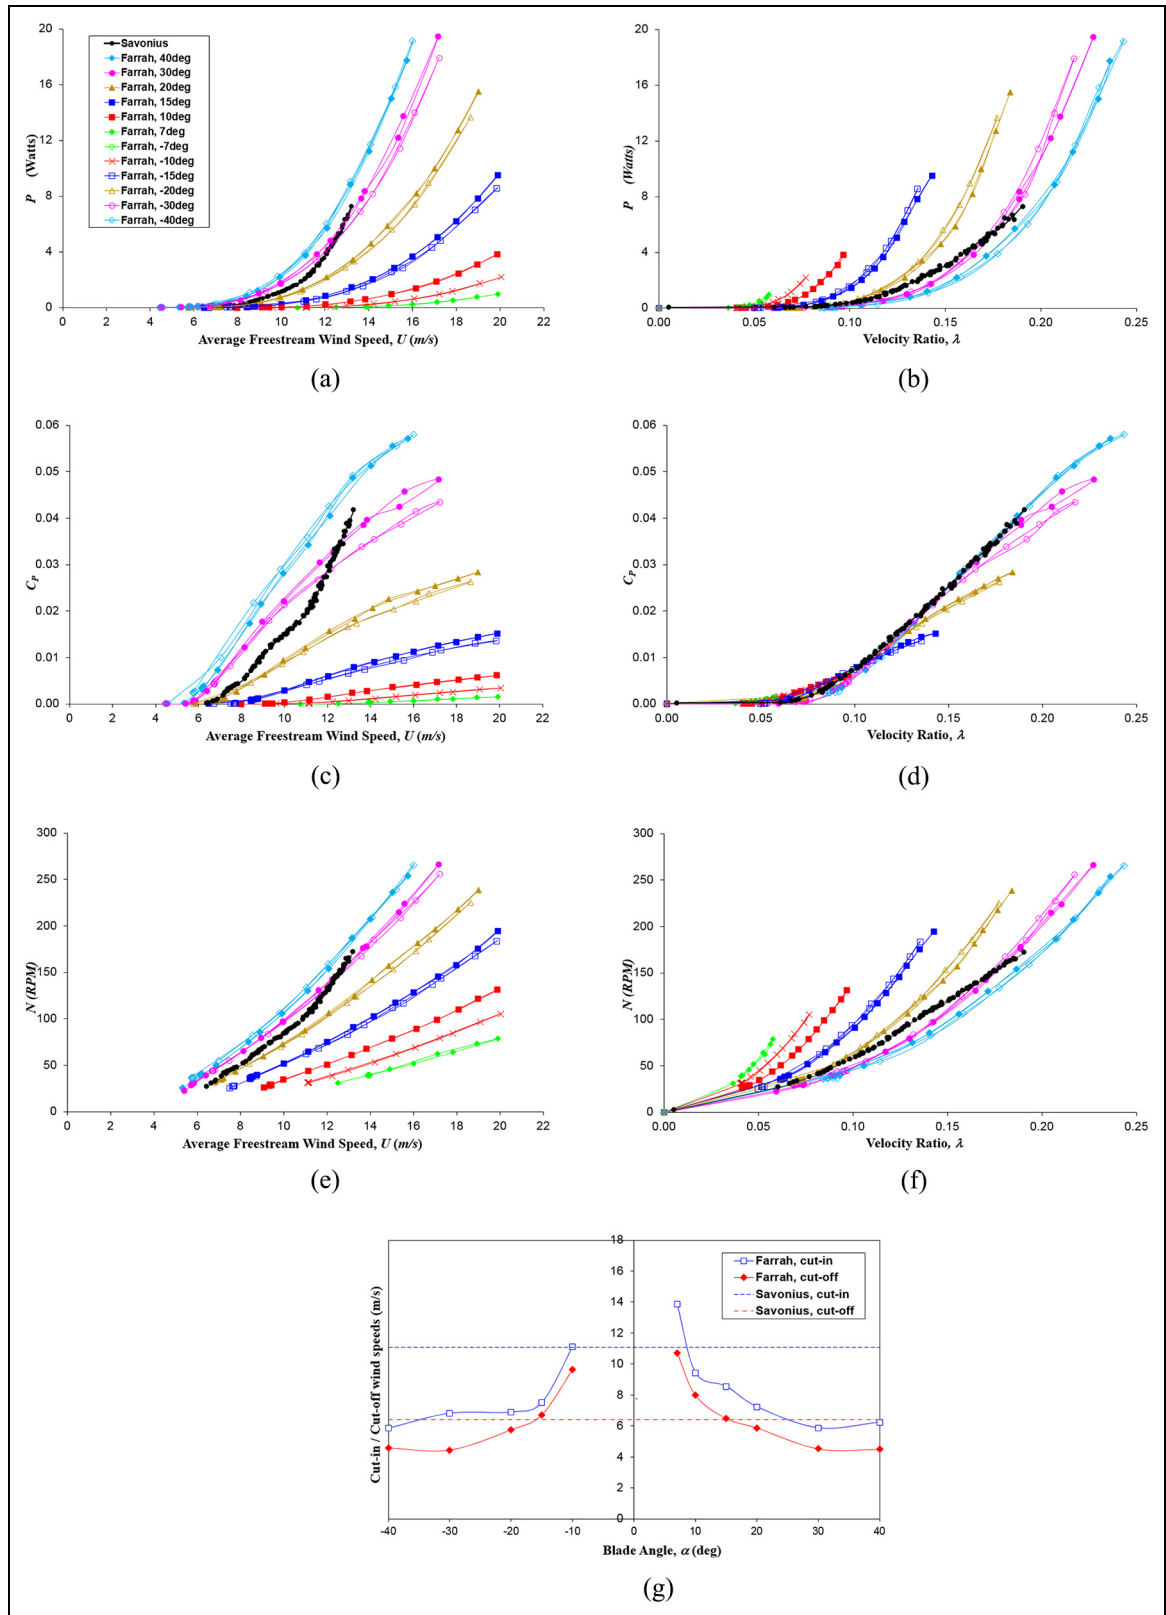 20
16
12
8
4
0
P (Watts)
Savonius
Farrah, 40deg
Farrah, 30deg
Farrah, 20deg
Farrah, 15deg
Farrah, 10deg
Farrah, 7deg
Farrah, -7deg
Farrah, -10deg
Farrah, -15deg
Farrah, -20deg
Farrah, -30deg
Farrah, -40deg
0 2 4 6 8 10 12 14 16 18 20 22
Average Freestream Wind Speed, U (m/s)
(a)
20
16
12
8
4
0
P (Watts)
0.00 0.05 0.10 0.15 0.20 0.25
Velocity Ratio, λ
(b)
0.06
0.05
0.04
0.03
0.02
0.01
0.00
CP
0 2 4 6 8 10 12 14 16 18 20 22
Average Freestream Wind Speed, U (m/s)
(c)
0.06
0.05
0.04
0.03
0.02
0.01
0.00
CP
0.00 0.05 0.10 0.15 0.20 0.25
Velocity Ratio, λ
(d)
300
250
200
150
100
50
0
N (RPM)
0 2 4 6 8 10 12 14 16 18 20 22
Average Freestream Wind Speed, U (m/s)
(e)
300
250
200
150
100
50
0
N (RPM)
0.00 0.05 0.10 0.15 0.20 0.25
Velocity Ratio, λ
(f)
18
16
14
12
10
8
6
4
2
0
Cut-in / Cut-off wind speeds (m/s)
Farrah, cut-in
Farrah, cut-off
Savonius, cut-in
Savonius, cut-off
-40 -30 -20 -10 0 10 20 30 40
Blade Angle, α (deg)
(g)